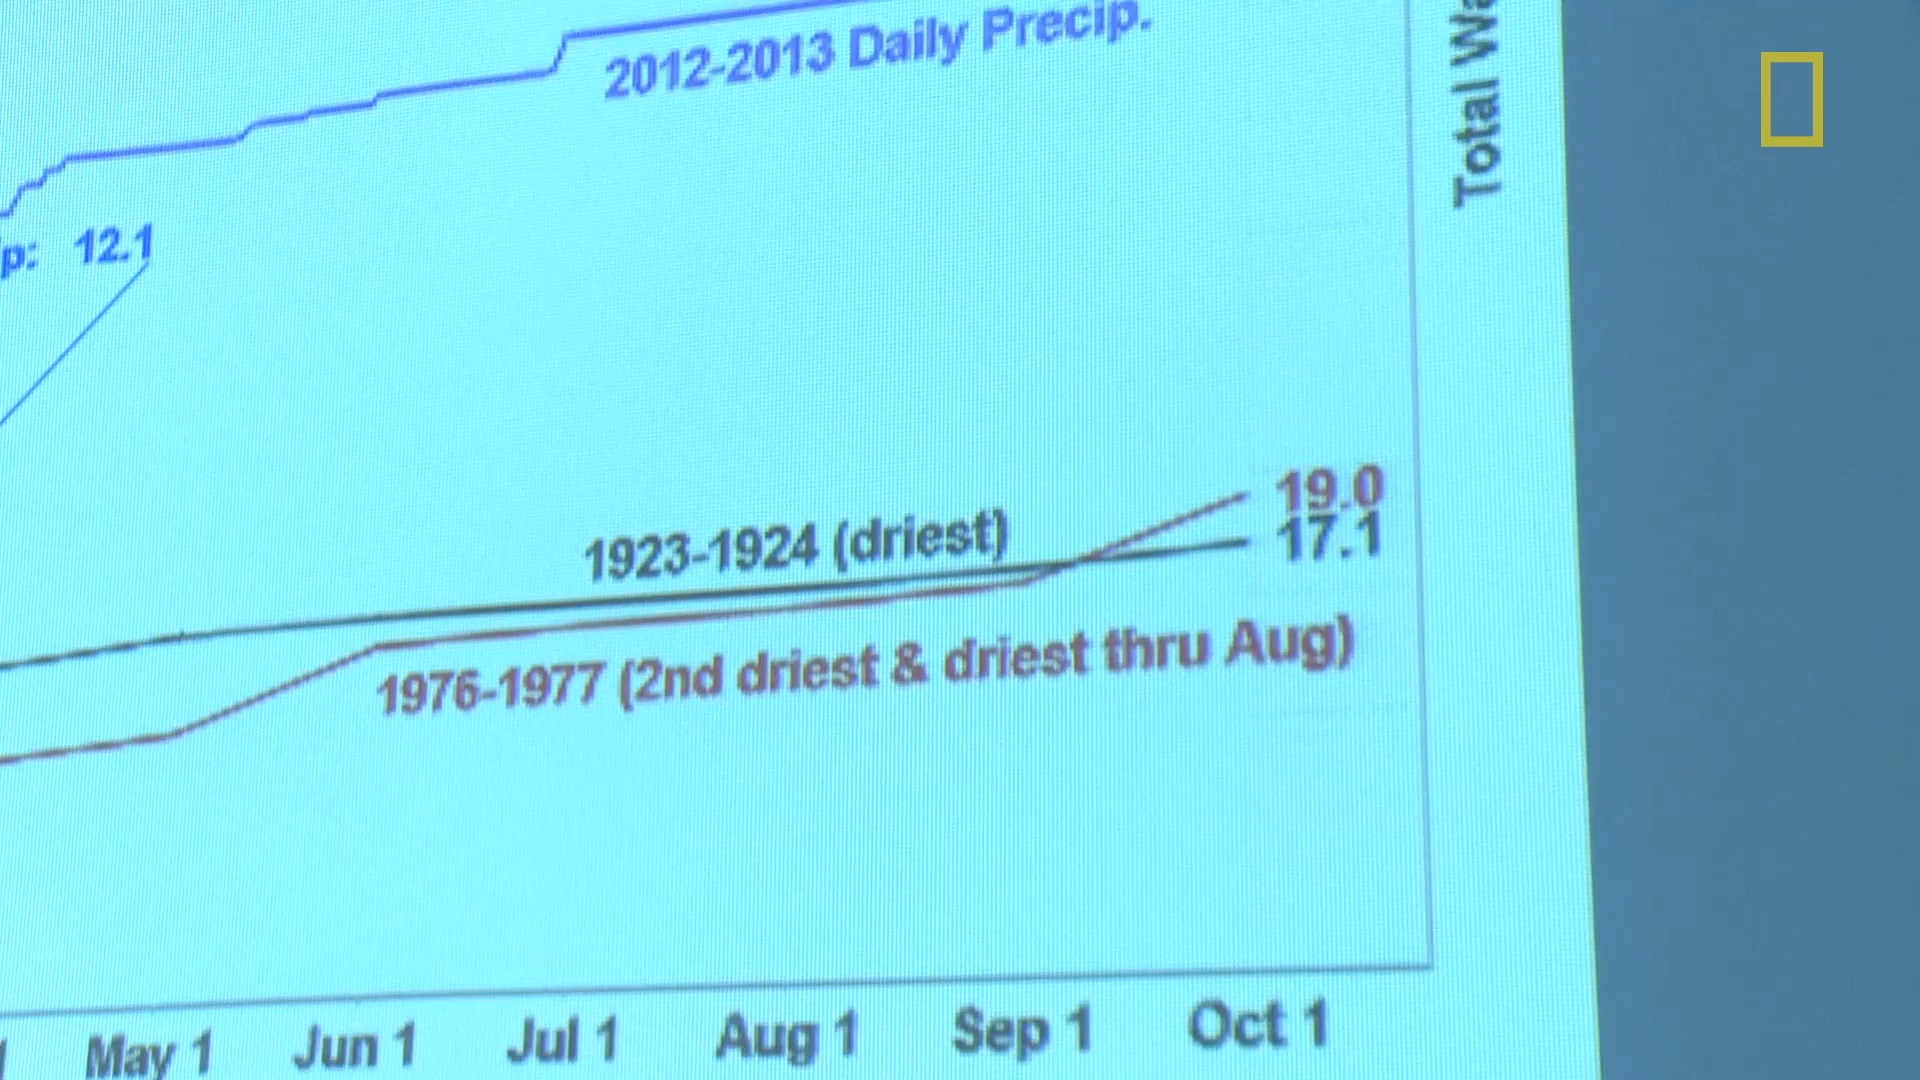 2012-2013 Daily Precip.
Total
p: 12.1
19.0
1923-1924 (driest)
17.1
1976-1977 (2nd driest & driest thru Aug)
May 1
Jun 1
Jul 1
Aug 1
Sep 1
Oct 1